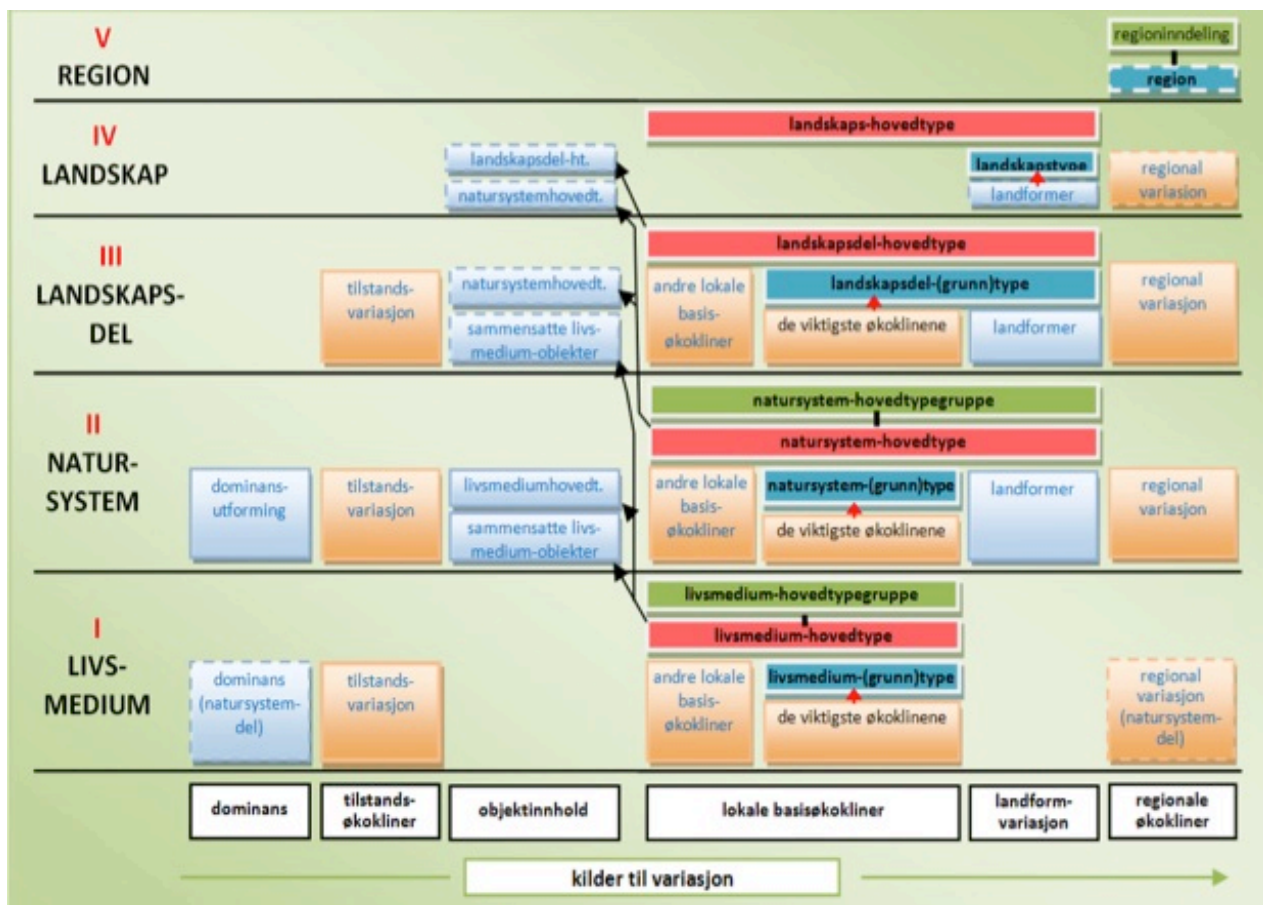 V
REGION
regioninndeling
region
IV
LANDSKAP
landskaps-hovedtype
landskapsdel-ht.
natursystemhovedt.
landskapstype
landformer
regional
variasjon
III
LANDSKAPS-
DEL
landskapsdel-hovedtype
tilstands-
variasjon
natursystemhovedt.
sammensatte livs-
medium-obiekter
andre lokale
basis-
økokliner
landskapsdel-(grunn)type
de viktigste økoklinene
landformer
regional
variasjon
II
NATUR-
SYSTEM
natursystem-hovedtypegruppe
natursystem-hovedtype
dominans-
utforming
tilstands-
variasjon
livsmediumhovedt.
sammensatte livs-
medium-obiekter
andre lokale
basis-
økokliner
natursystem-(grunn)type
de viktigste økoklinene
landformer
regional
variasjon
I
LIVS-
MEDIUM
livsmedium-hovedtypegruppe
livsmedium-hovedtype
dominans
(natursystem-
del)
tilstands-
variasjon
andre lokale
basis-
økokliner
livsmedium-(grunn)type
de viktigste økoklinene
regional
variasjon
(natursystem-
del)
dominans
tilstands-
økokliner
objektinnhold
lokale basisøkokliner
landform-
variasjon
regionale
økokliner
kilder til variasjon